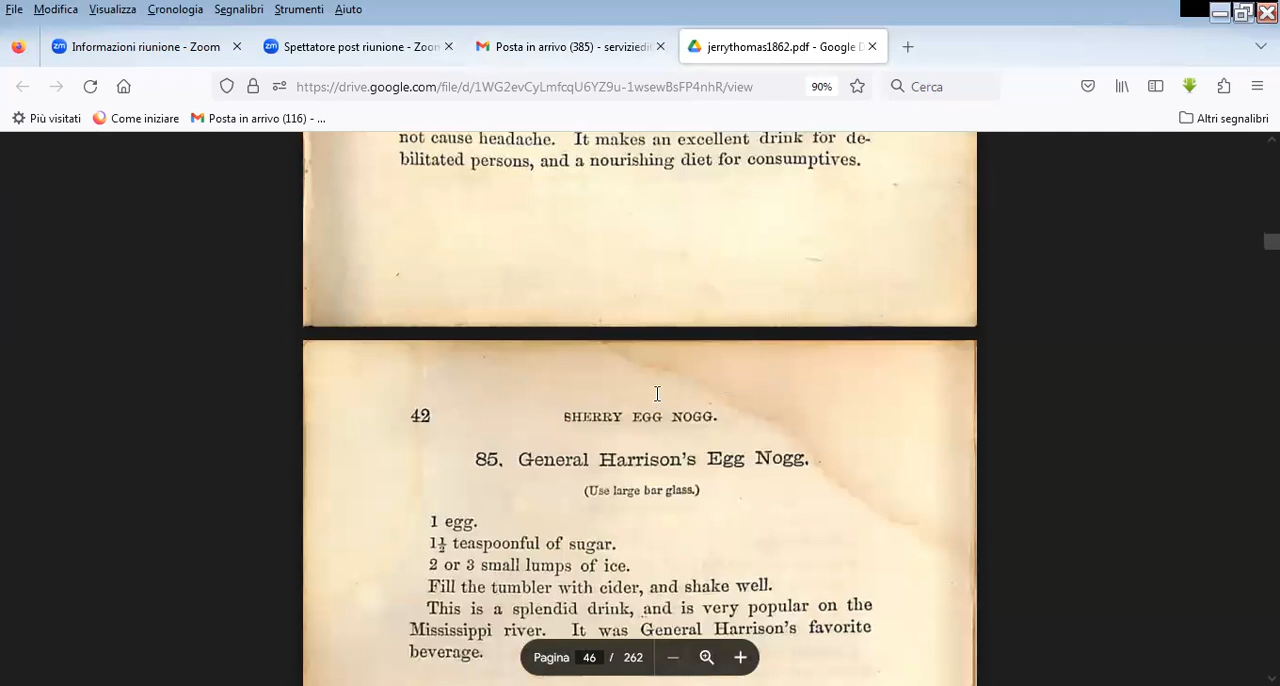 File Modifica Visualizza Cronologia Segnalibri Strumenti Aiuto
Informazioni riunione - Zoom
Spettatore post riunione - Zoom
Posta in arrivo (385) - serviziedi
jerrythomas1862.pdf - Google D
https://drive.google.com/file/d/1WG2evCyLmfcqU6YZ9u-1wsewBsFP4nhR/view
90%
Cerca
Più visitati
Come iniziare
Posta in arrivo (116) - ...
Altri segnalibri
not cause headache. It makes an excellent drink for de-
bilitated persons, and a nourishing diet for consumptives.
42 SHERRY EGG NOGG.
85. General Harrison's Egg Nogg.
(Use large bar glass.)
1 egg.
1½ teaspoonful of sugar.
2 or 3 small lumps of ice.
Fill the tumbler with cider, and shake well.
This is a splendid drink, and is very popular on the
Mississippi river. It was General Harrison's favorite
beverage.
Pagina 46 / 262